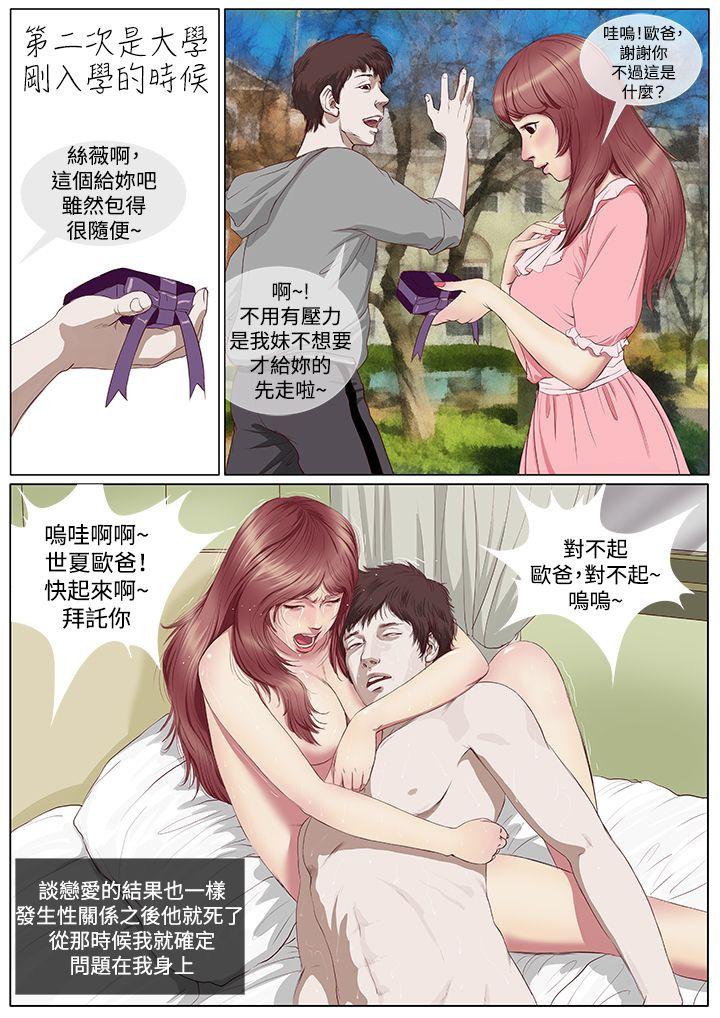 第二次是大學
剛入學的時候
絲薇啊，
這個給妳吧
雖然包得
很隨便~
哇嗚！歐爸，
謝謝你
不過這是
什麼？
啊~！
不用有壓力
是我妹不想要
才給妳的
先走啦~
嗚哇啊啊~
世夏歐爸！
快起來啊~
拜託你
對不起
歐爸，對不起~
嗚嗚~
談戀愛的結果也一樣
發生性關係之後他就死了
從那時候我就確定
問題在我身上